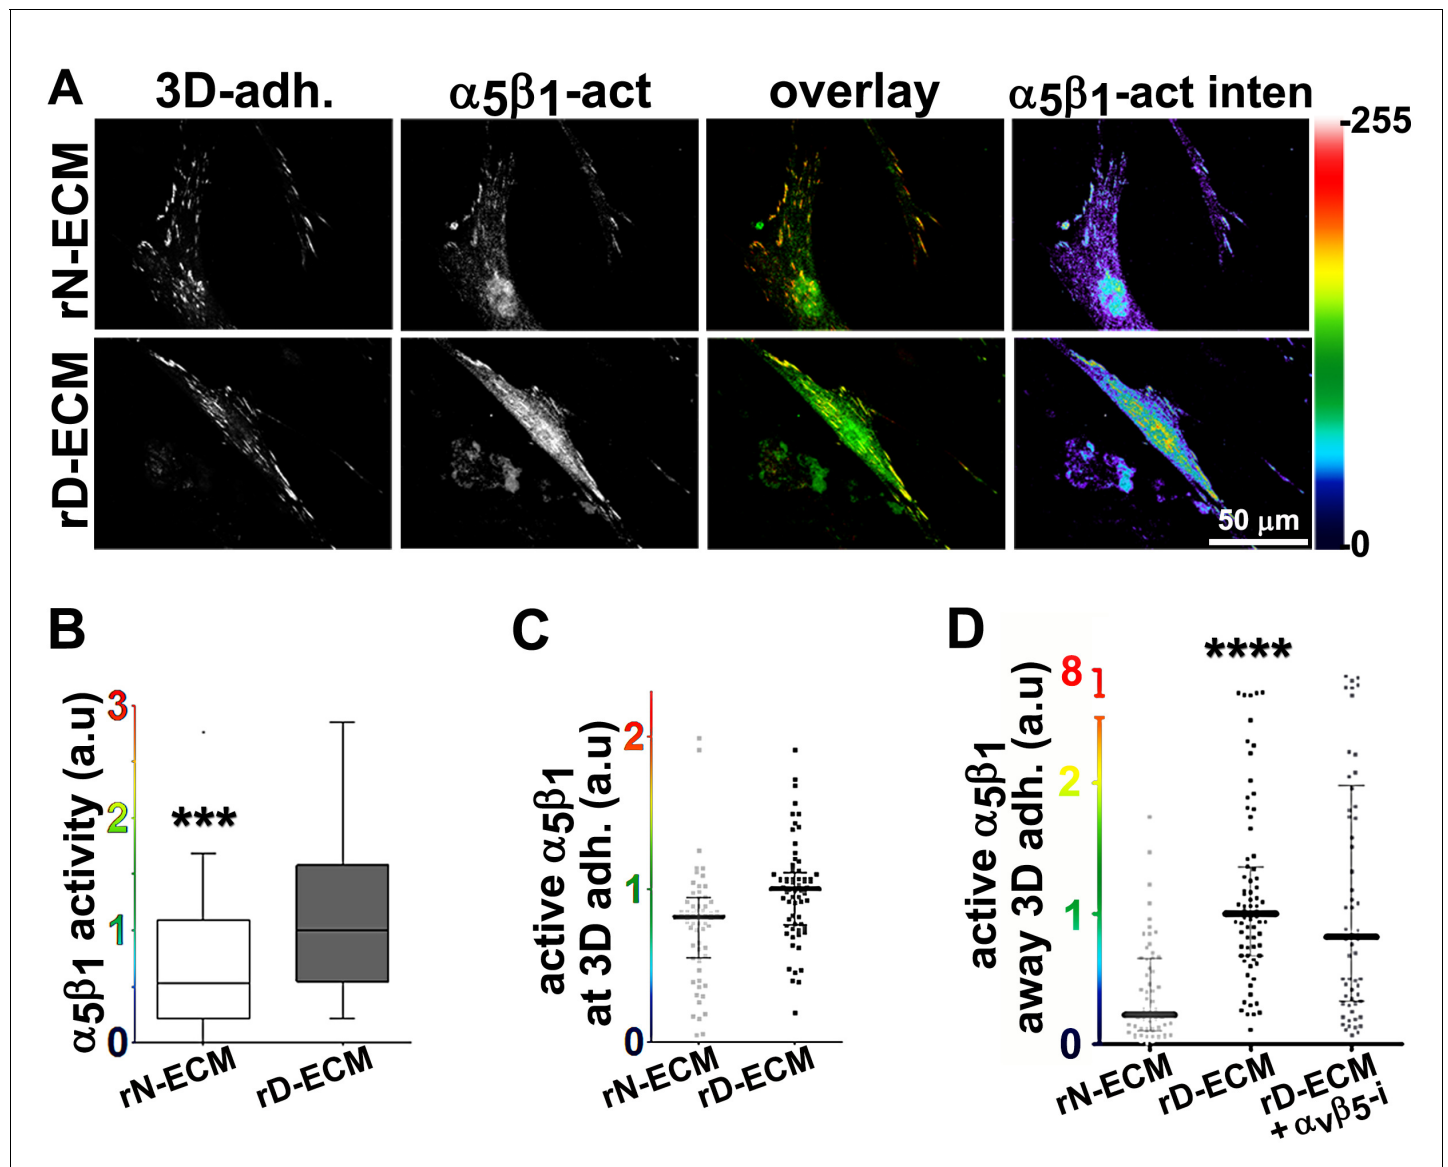 A
3D-adh.
α5β1-act
overlay
α5β1-act inten
-255
rN-ECM
rD-ECM
50 µm
-0
B
α5β1 activity (a.u)
3
2
1
0
***
rN-ECM
rD-ECM
C
active α5β1
at 3D adh. (a.u)
2
1
0
rN-ECM
rD-ECM
D
active α5β1
away 3D adh. (a.u)
8
2
1
0
****
rN-ECM
rD-ECM
rD-ECM
+ αvβ5-i